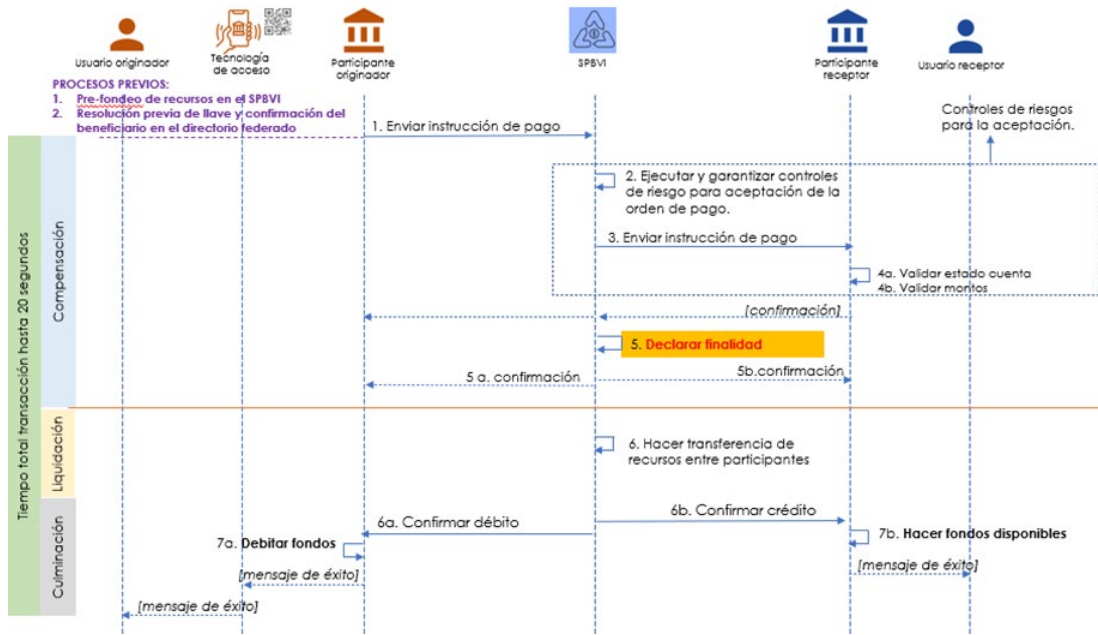 Usuario originador
Tecnología
de acceso
Participante
originador
SPBVI
Participante
receptor
Usuario receptor
PROCESOS PREVIOS:
1. Pre-fondeo de recursos en el SPBVI
2. Resolución previa de llave y confirmación del
beneficiario en el directorio federado
Controles de riesgos
para la aceptación.
1. Enviar instrucción de pago
2. Ejecutar y garantizar controles
de riesgo para aceptación de la
orden de pago.
3. Enviar instrucción de pago
4a. Validar estado cuenta
4b. Validar montos
[confirmación]
5. Declarar finalidad
5 a. confirmación
5b.confirmación
6. Hacer transferencia de
recursos entre participantes
6a. Confirmar débito
6b. Confirmar crédito
7a. Debitar fondos
7b. Hacer fondos disponibles
[mensaje de éxito]
[mensaje de éxito]
[mensaje de éxito]
Tiempo total transacción hasta 20 segundos
Compensación
Liquidación
Culminación